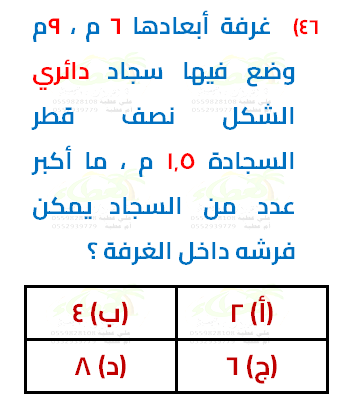 ٤٦) غرفة أبعادها ٦ م ، ٩م
وضع فيها سجاد دائري
الشكل نصف قطر
السجادة ١,٥ م ، ما أكبر
عدد من السجاد يمكن
فرشه داخل الغرفة ؟
(أ) ٢ (ب) ٤
(ج) ٦ (د) ٨